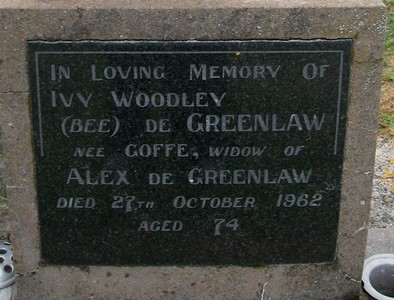 In Loving Memory Of
Ivy Woodley
(Bee) de Greenlaw
nee Goffe, widow of
Alex de Greenlaw
died 27th October 1962
aged 74